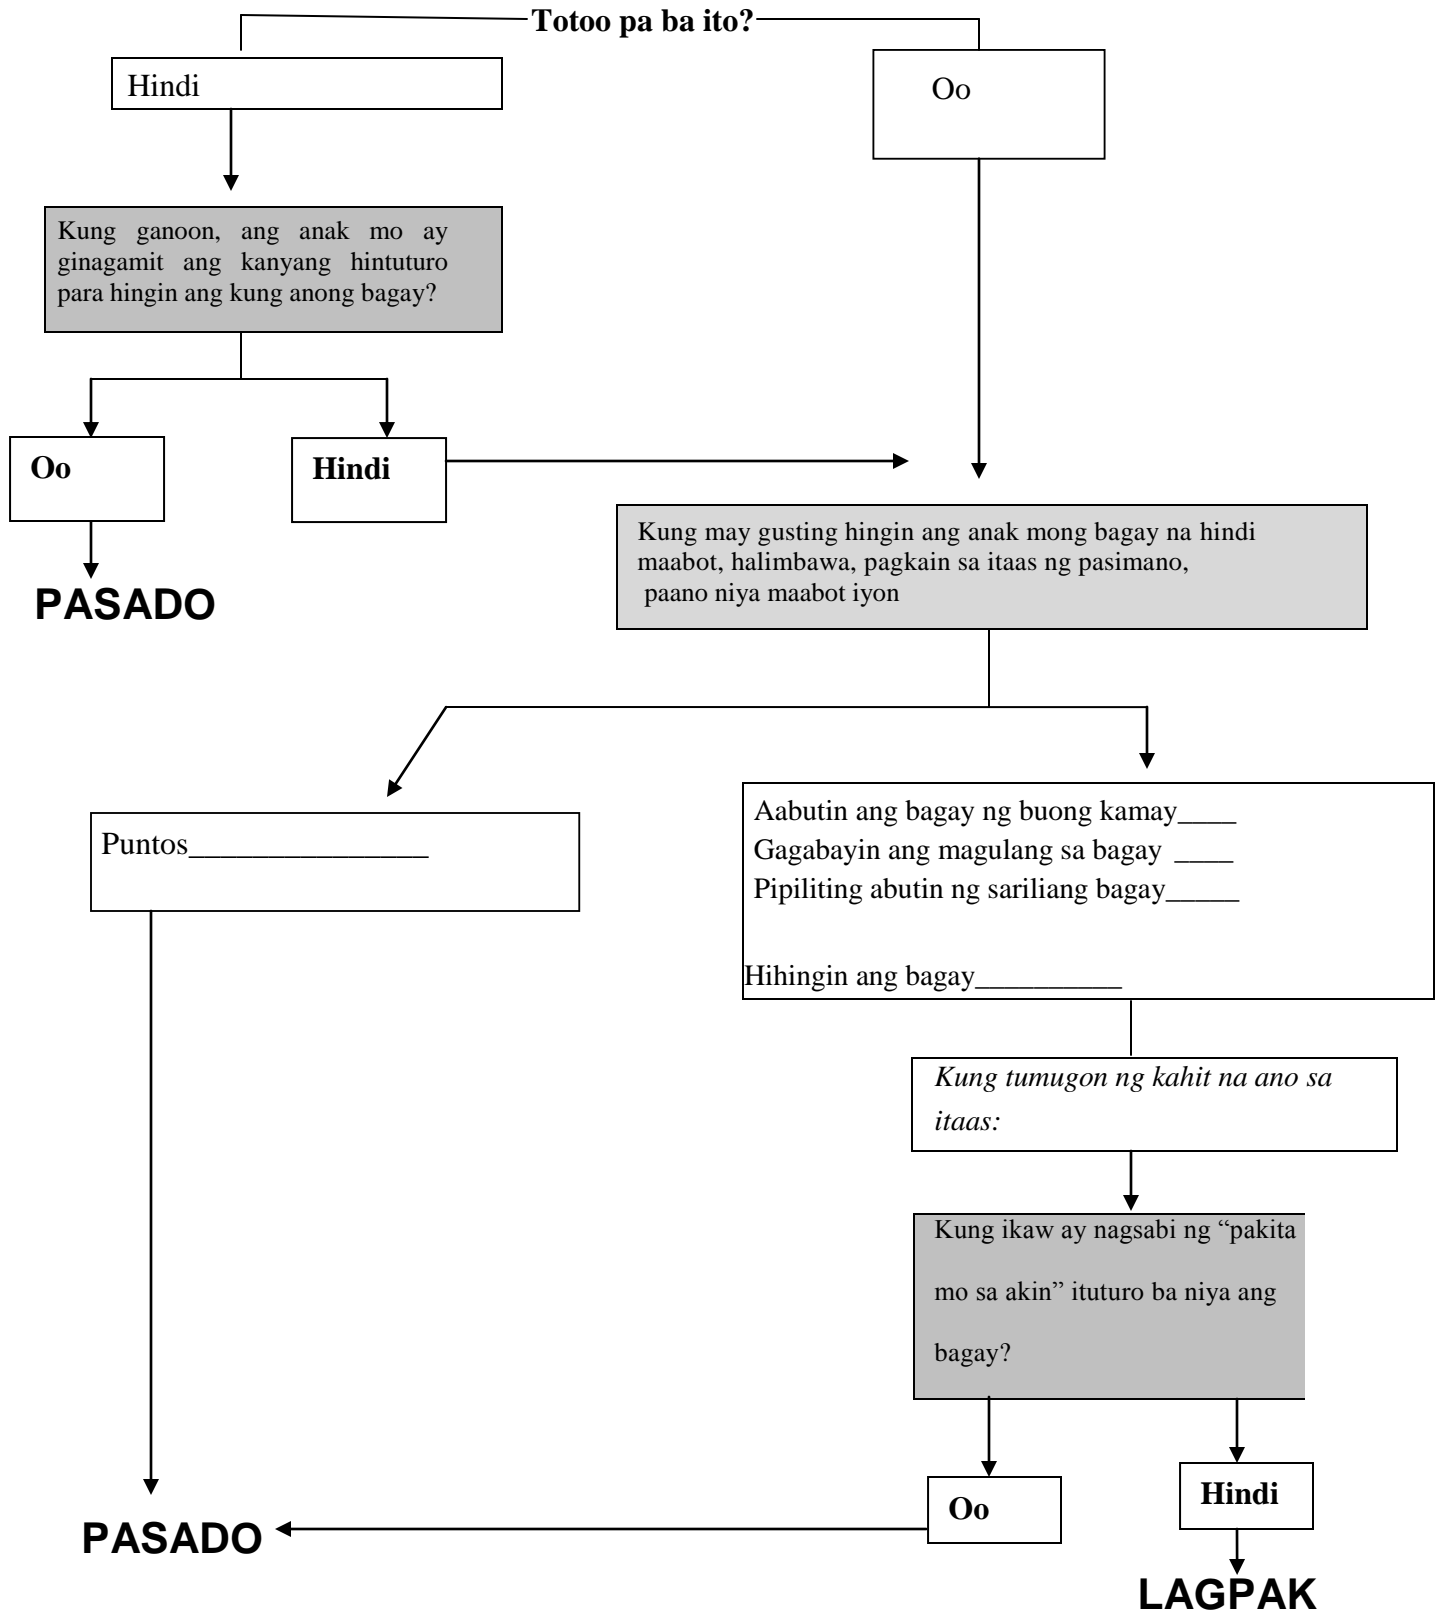 Totoo pa ba ito?
Hindi
Oo
Kung ganoon, ang anak mo ay
ginagamit ang kanyang hintuturo
para hingin ang kung anong bagay?
Oo
Hindi
PASADO
Kung may gusting hingin ang anak mong bagay na hindi
maabot, halimbawa, pagkain sa itaas ng pasimano,
paano niya maabot iyon
Puntos_______________
Aabutin ang bagay ng buong kamay____
Gagabayin ang magulang sa bagay ____
Pipiliting abutin ng sariliang bagay_____
Hihingin ang bagay__________
Kung tumugon ng kahit na ano sa
itaas:
Kung ikaw ay nagsabi ng “pakita
mo sa akin” ituturo ba niya ang
bagay?
Oo
Hindi
PASADO
LAGPAK